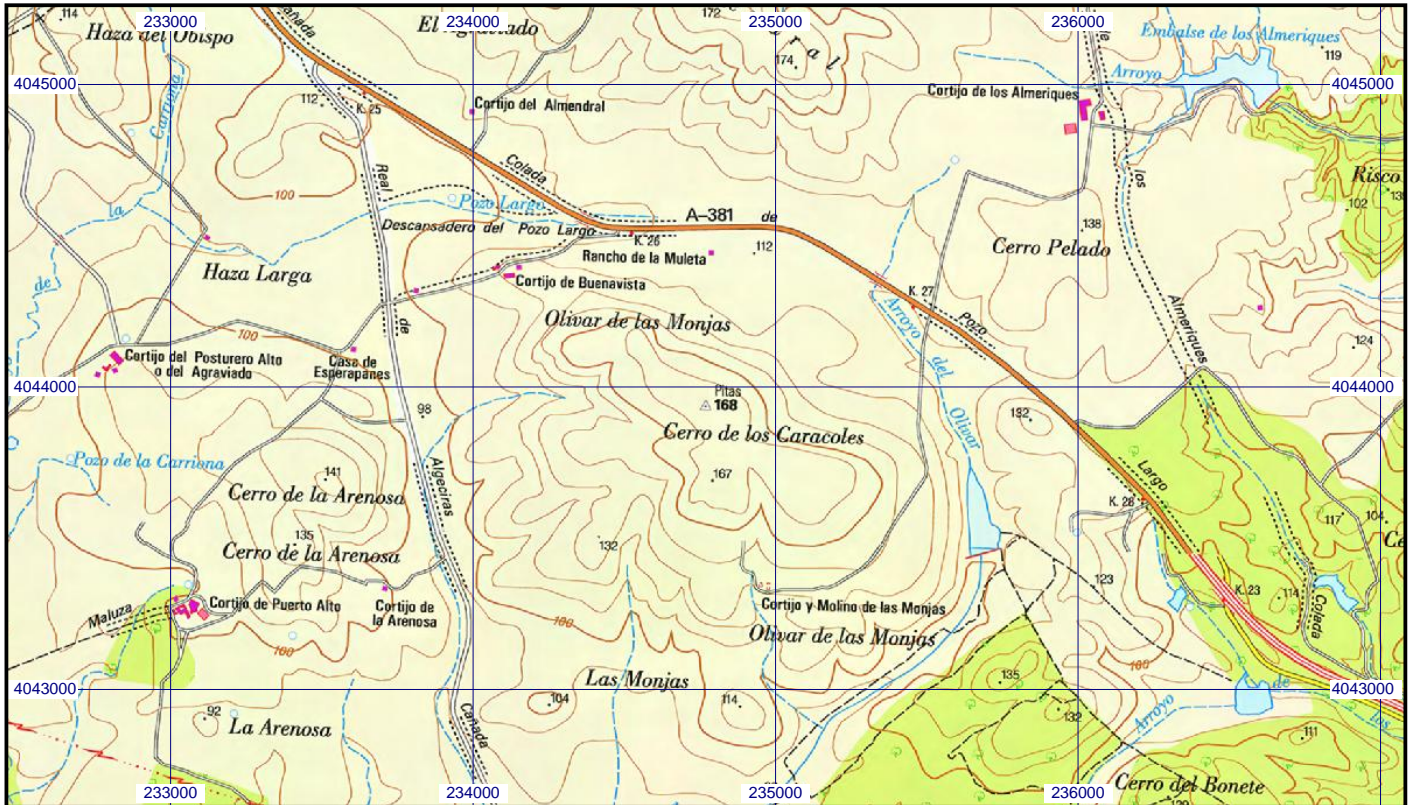 233000
234000
235000
236000
114
Haza del Obispo
172
Embalse de los Almeriques
119
174
Arroyo
4045000
4045000
112
K. 25
Cortijo del Almendral
Cortijo de los Almeriques
Carriona
Colada
los
Real
Risco
100
Pozo Largo
102
la
A-381
de
Descansadero del Pozo Largo
K. 26
112
138
Cerro Pelado
Rancho de la Muleta
Haza Larga
Cortijo de Buenavista
de
K. 27
Almeriques
Olivar de las Monjas
Arroyo
Pozo
de
100
del
124
Cortijo del Posturero Alto
o del Agraviado
Casa de
Esperapanes
4044000
4044000
Pitas
168
98
132
Olivar
Cerro de los Caracoles
Pozo de la Carriona
141
167
Largo
Cerro de la Arenosa
Algeciras
K. 28
117
104
135
132
Cerro de la Arenosa
123
K. 23
114
Cortijo de Puerto Alto
Cortijo de
la Arenosa
Cortijo y Molino de las Monjas
Colada
Maluza
100
Olivar de las Monjas
100
100
Las Monjas
135
4043000
4043000
de
104
114
92
132
Arroyo
los
La Arenosa
Cañada
111
Cerro del Bonete
233000
234000
235000
236000